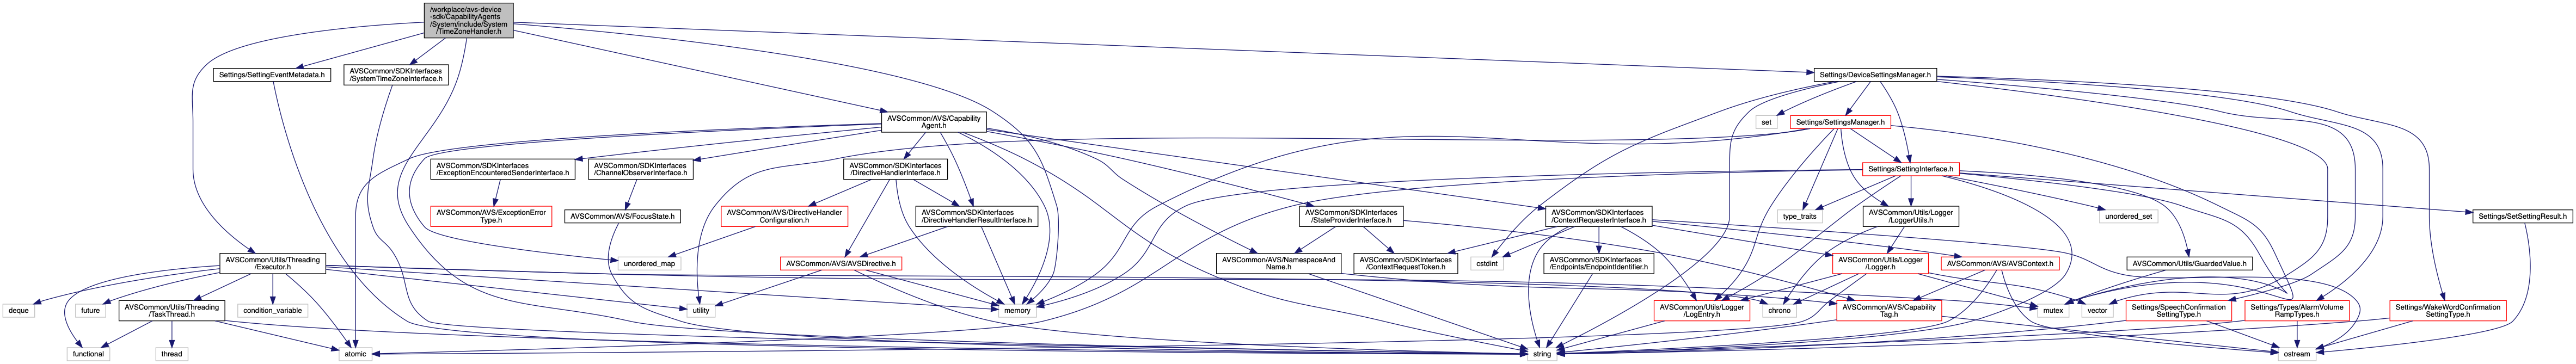 /workplace/avs-device
-sdk/CapabilityAgents
/System/include/System
/TimeZoneHandler.h
Settings/SettingEventMetadata.h
AVSCommon/SDKInterfaces
/SystemTimeZoneInterface.h
Settings/DeviceSettingsManager.h
AVSCommon/AVS/Capability
Agent.h
set
Settings/SettingsManager.h
AVSCommon/SDKInterfaces
/ExceptionEncounteredSenderInterface.h
AVSCommon/SDKInterfaces
/ChannelObserverInterface.h
AVSCommon/SDKInterfaces
/DirectiveHandlerInterface.h
Settings/SettingInterface.h
AVSCommon/AVS/ExceptionError
Type.h
AVSCommon/AVS/FocusState.h
AVSCommon/AVS/DirectiveHandler
Configuration.h
AVSCommon/SDKInterfaces
/DirectiveHandlerResultInterface.h
AVSCommon/SDKInterfaces
/StateProviderInterface.h
AVSCommon/SDKInterfaces
/ContextRequesterInterface.h
type_traits
AVSCommon/Utils/Logger
/LoggerUtils.h
unordered_set
Settings/SetSettingResult.h
AVSCommon/Utils/Threading
/Executor.h
unordered_map
AVSCommon/AVS/AVSDirective.h
AVSCommon/AVS/NamespaceAnd
Name.h
AVSCommon/SDKInterfaces
/ContextRequestToken.h
cstdint
AVSCommon/SDKInterfaces
/Endpoints/EndpointIdentifier.h
AVSCommon/Utils/Logger
/Logger.h
AVSCommon/AVS/AVSContext.h
AVSCommon/Utils/GuardedValue.h
deque
future
AVSCommon/Utils/Threading
/TaskThread.h
condition_variable
utility
memory
AVSCommon/Utils/Logger
/LogEntry.h
chrono
AVSCommon/AVS/Capability
Tag.h
mutex
vector
Settings/SpeechConfirmation
SettingType.h
Settings/Types/AlarmVolume
RampTypes.h
Settings/WakeWordConfirmation
SettingType.h
functional
thread
atomic
string
ostream